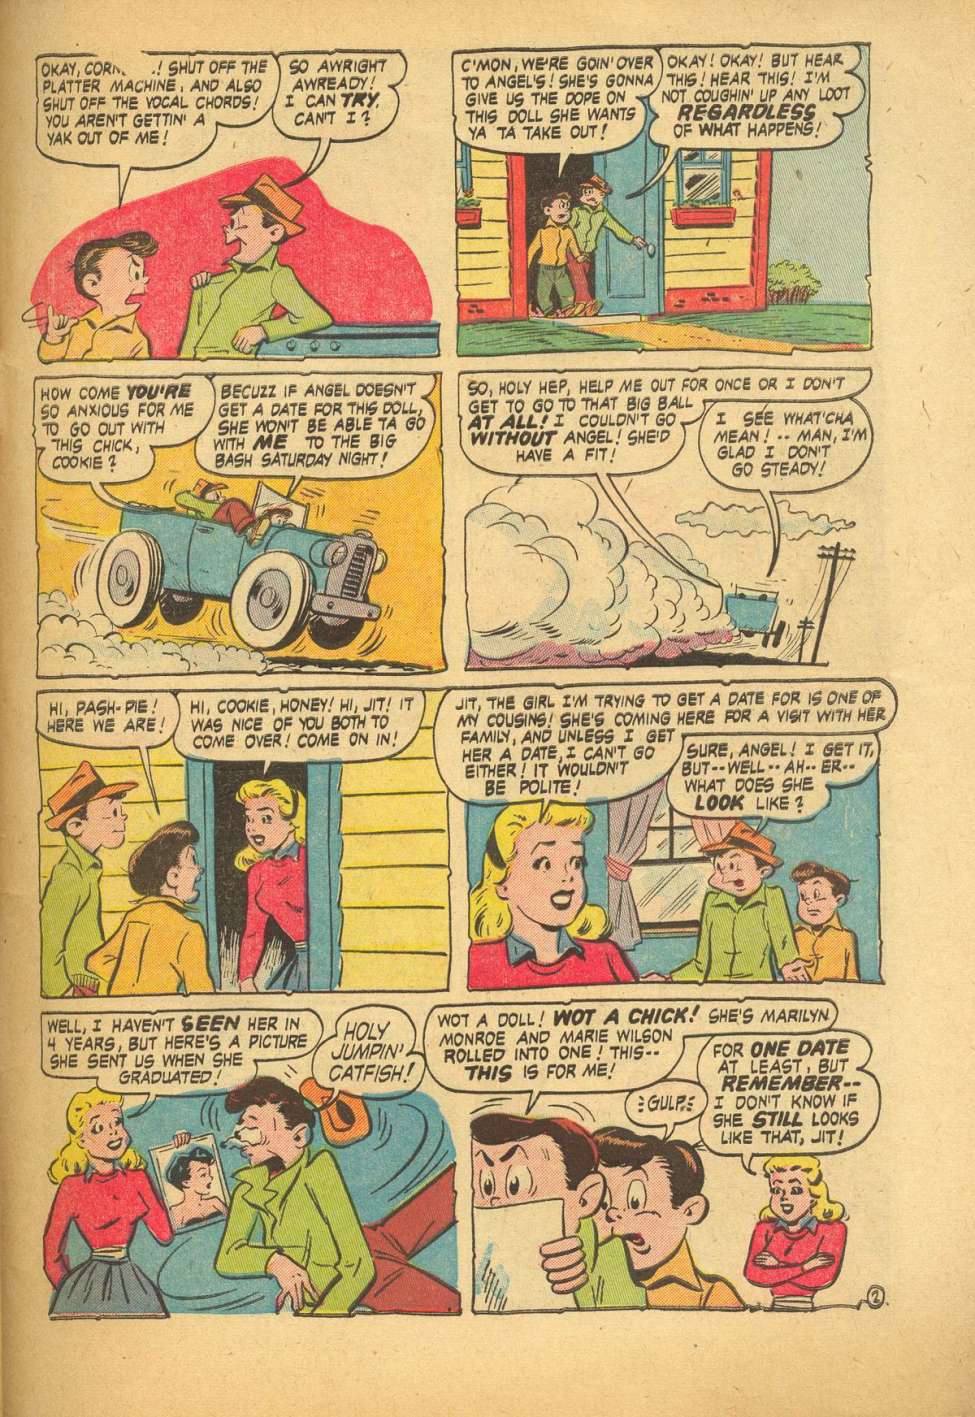 OKAY, ! SHUT OFF THE
PLATTER MACHINE, AND ALSO
SHUT OFF THE VOCAL CHORDS!
YOU AREN'T GETTIN' A
YAK OUT OF ME!
SO AWRIGHT
AWREADY!
I CAN TRY,
CAN'T I?
C'MON, WE'RE GOIN' OVER
TO ANGEL'S! SHE'S GONNA
GIVE US THE DOPE ON
THIS DOLL SHE WANTS
YA TA TAKE OUT!
OKAY! OKAY! BUT HEAR
THIS! HEAR THIS! I'M
NOT COUGHIN' UP ANY LOOT
REGARDLESS
OF WHAT HAPPENS!
HOW COME YOU'RE
SO ANXIOUS FOR ME
TO GO OUT WITH
THIS CHICK,
COOKIE?
BECUZZ IF ANGEL DOESN'T
GET A DATE FOR THIS DOLL,
SHE WON'T BE ABLE TA GO
WITH ME TO THE BIG
BASH SATURDAY NIGHT!
SO, HOLY HEP, HELP ME OUT FOR ONCE OR I DON'T
GET TO GO TO THAT BIG BALL
AT ALL! I COULDN'T GO
WITHOUT ANGEL! SHE'D
HAVE A FIT!
I SEE WHAT'CHA
MEAN! -- MAN, I'M
GLAD I DON'T
GO STEADY!
HI, PASH-PIE!
HERE WE ARE!
HI, COOKIE, HONEY! HI, JIT! IT
WAS NICE OF YOU BOTH TO
COME OVER! COME ON IN!
JIT, THE GIRL I'M TRYING TO GET A DATE FOR IS ONE OF
MY COUSINS! SHE'S COMING HERE FOR A VISIT WITH HER
FAMILY, AND UNLESS I GET
HER A DATE, I CAN'T GO
EITHER! IT WOULDN'T
BE POLITE!
SURE, ANGEL! I GET IT,
BUT--WELL--AH--ER--
WHAT DOES SHE
LOOK LIKE?
WELL, I HAVEN'T SEEN HER IN
4 YEARS, BUT HERE'S A PICTURE
SHE SENT US WHEN SHE
GRADUATED!
HOLY
JUMPIN'
CATFISH!
WOT A DOLL! WOT A CHICK! SHE'S MARILYN
MONROE AND MARIE WILSON
ROLLED INTO ONE! THIS--
THIS IS FOR ME!
GULP!
FOR ONE DATE
AT LEAST, BUT
REMEMBER--
I DON'T KNOW IF
SHE STILL LOOKS
LIKE THAT, JIT!
2